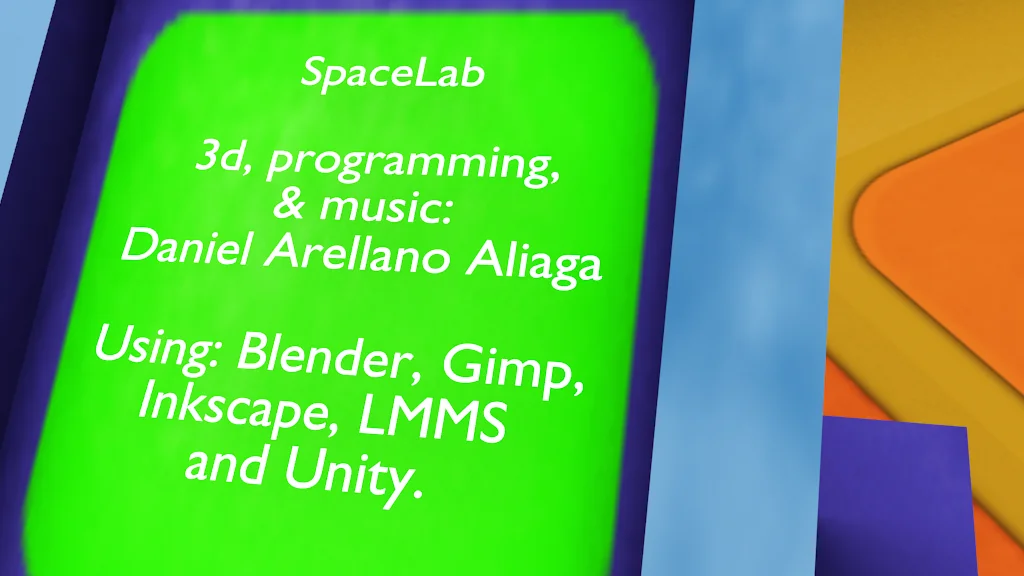 SpaceLab
3d, programming,
& music:
Daniel Arellano Aliaga
Using: Blender, Gimp,
Inkscape, LMMS
and Unity.